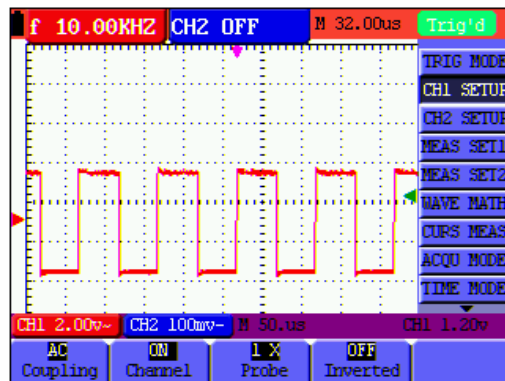 f 10.00KHZ CH2 OFF M 32.00us Trig'd
TRIG MODE
CH1 SETUP
CH2 SETUP
MEAS SET1
MEAS SET2
WAVE MATH
CURS MEAS
ACQU MODE
TIME MODE
CH1 2.00v~ CH2 100mv- M 50.us CH1 1.20v
AC ON 1 X OFF
Coupling Channel Probe Inverted